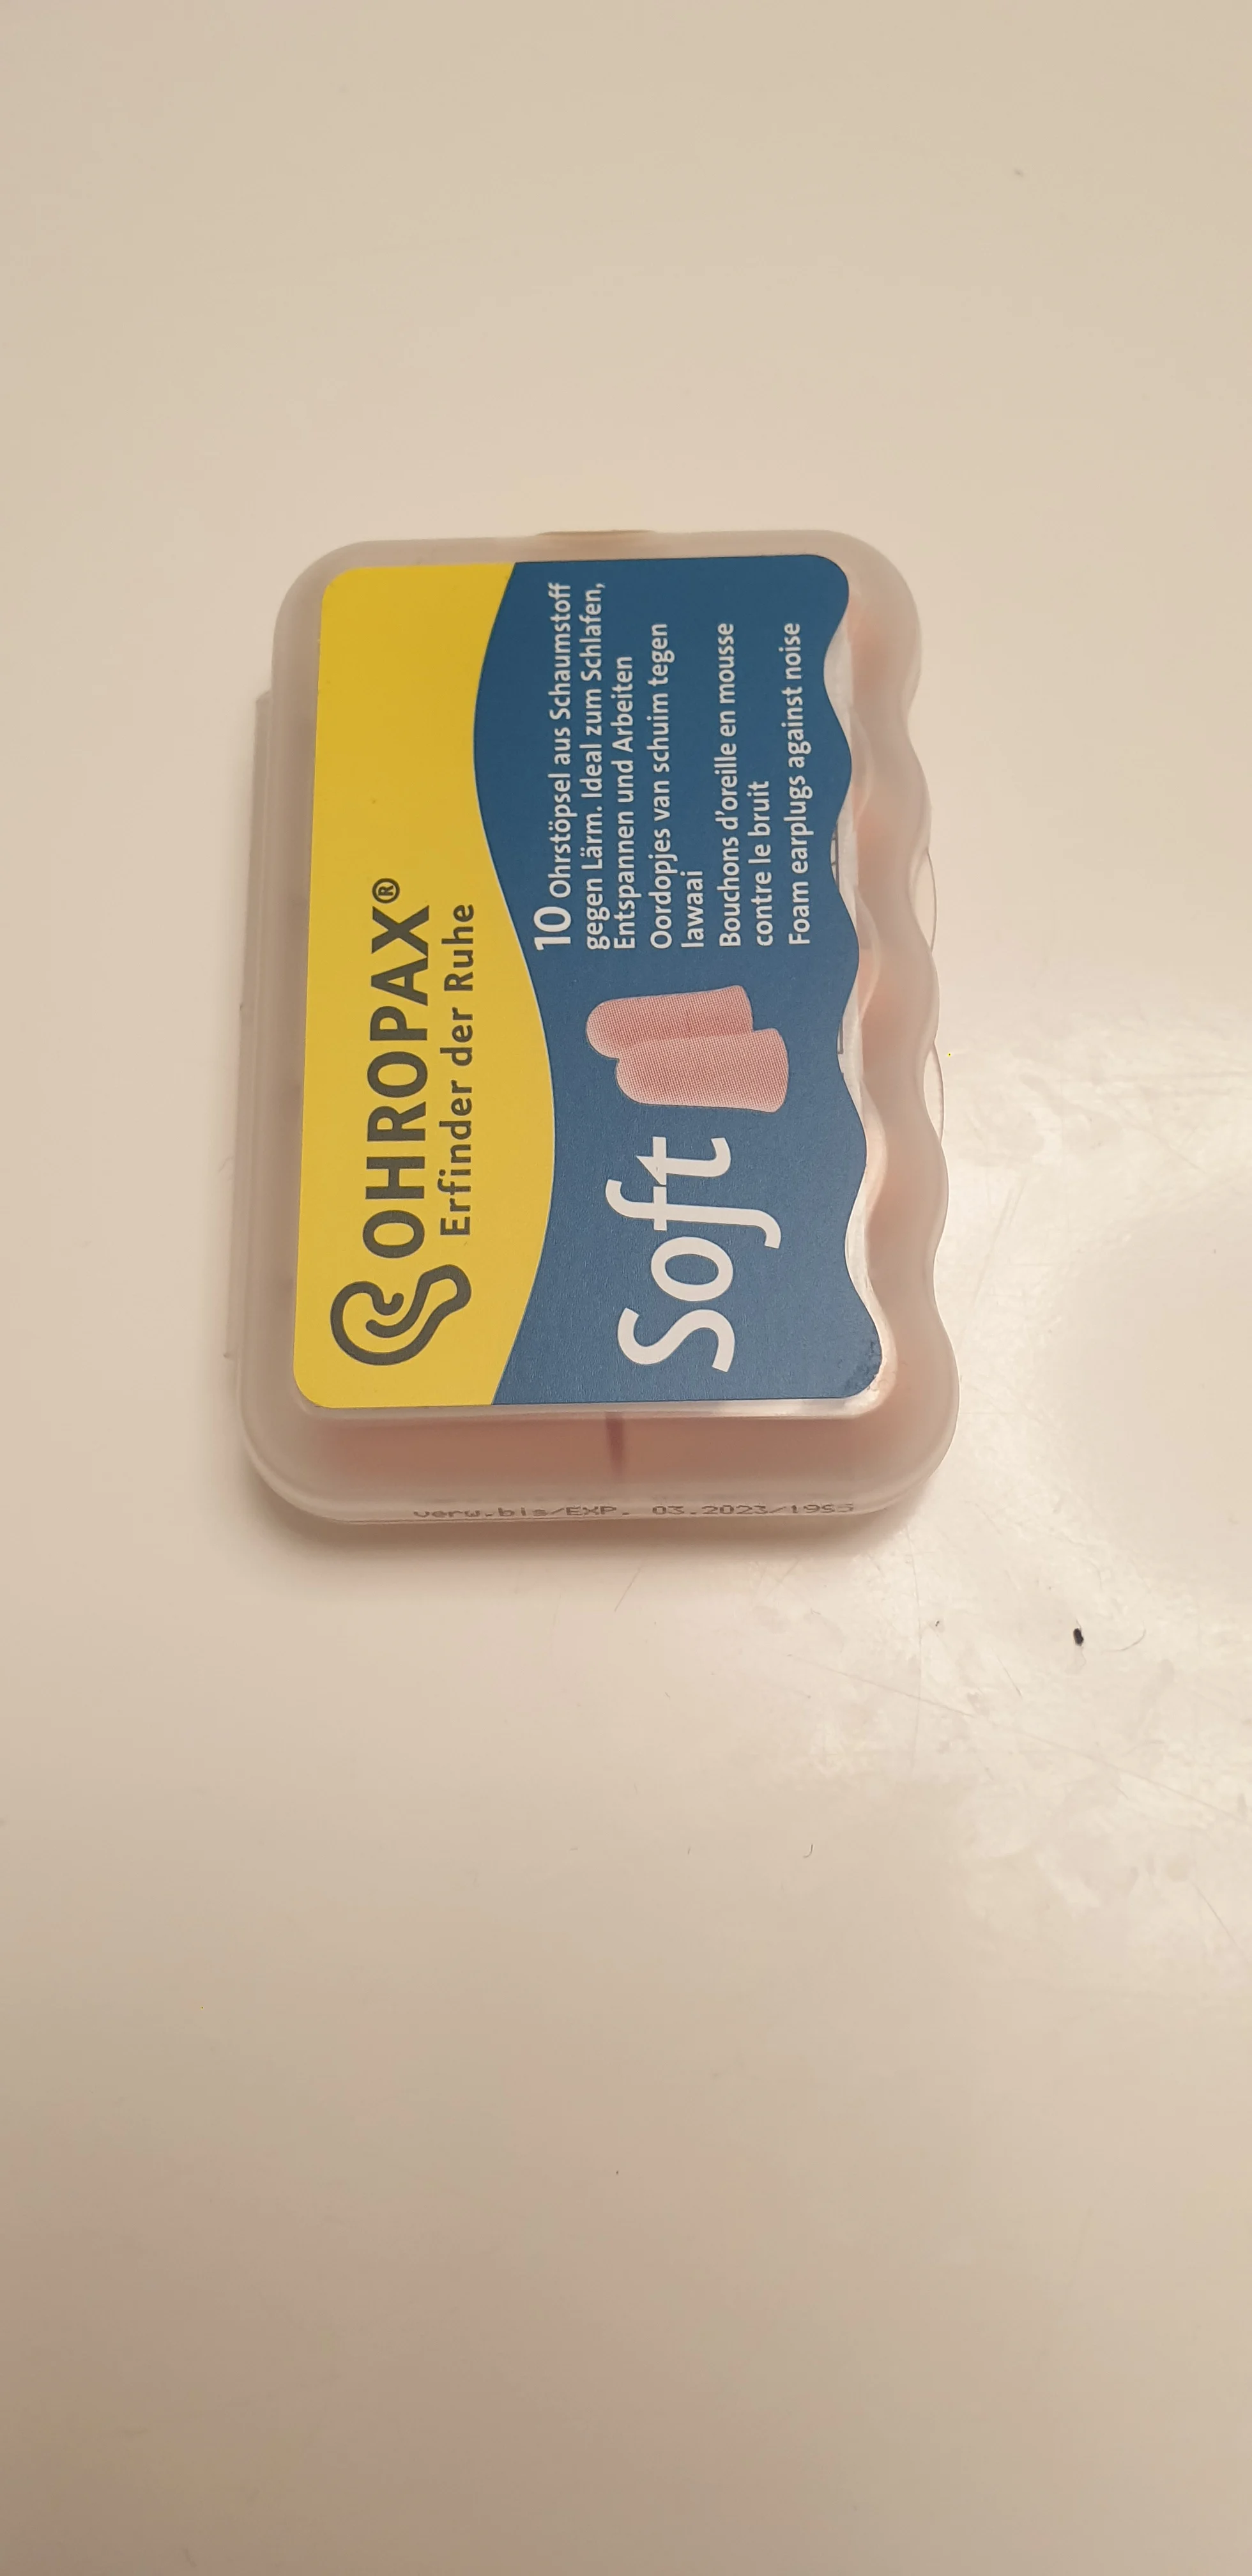 OHROPAX®
Erfinder der Ruhe
Soft
10 Ohrstöpsel aus Schaumstoff
gegen Lärm. Ideal zum Schlafen,
Entspannen und Arbeiten
Oordopjes van schuim tegen
lawaai
Bouchons d'oreille en mousse
contre le bruit
Foam earplugs against noise
verw.bis/EXP. 03.2023/1953